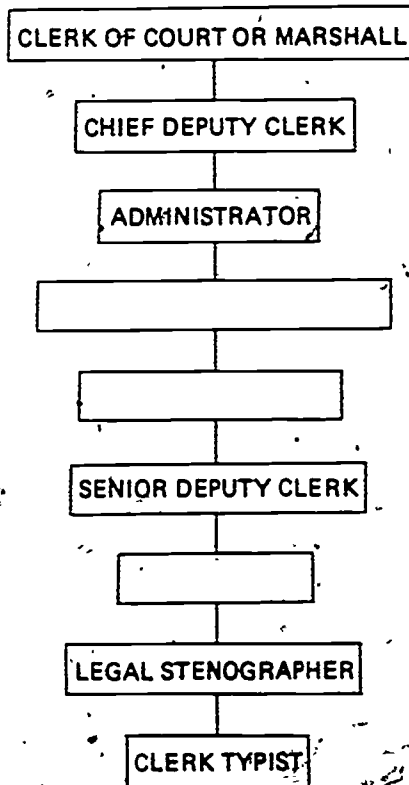 CLERK OF COURT OR MARSHALL
CHIEF DEPUTY CLERK
ADMINISTRATOR
SENIOR DEPUTY CLERK
LEGAL STENOGRAPHER
CLERK TYPIST